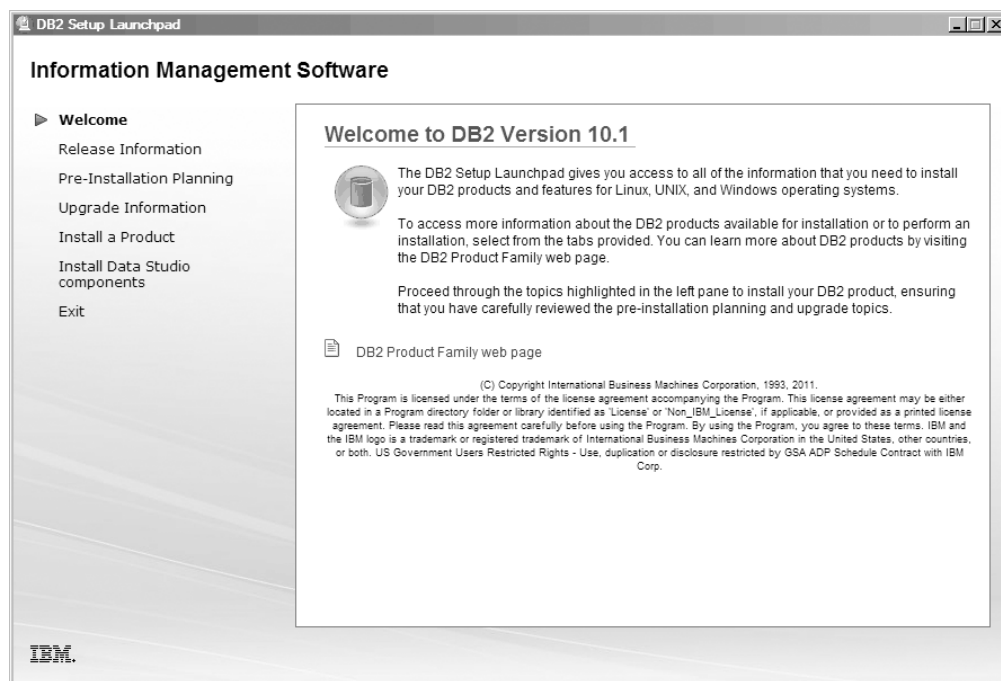 DB2 Setup Launchpad
Information Management Software
Welcome
Release Information
Pre-Installation Planning
Upgrade Information
Install a Product
Install Data Studio
components
Exit
Welcome to DB2 Version 10.1
The DB2 Setup Launchpad gives you access to all of the information that you need to install
your DB2 products and features for Linux, UNIX, and Windows operating systems.
To access more information about the DB2 products available for installation or to perform an
installation, select from the tabs provided. You can learn more about DB2 products by visiting
the DB2 Product Family web page.
Proceed through the topics highlighted in the left pane to install your DB2 product, ensuring
that you have carefully reviewed the pre-installation planning and upgrade topics.
DB2 Product Family web page
(C) Copyright International Business Machines Corporation, 1993, 2011.
This Program is licensed under the terms of the license agreement accompanying the Program. This license agreement may be either
located in a Program directory folder or library identified as 'License' or 'Non_IBM_License', if applicable, or provided as a printed license
agreement. Please read this agreement carefully before using the Program. By using the Program, you agree to these terms. IBM and
the IBM logo is a trademark or registered trademark of International Business Machines Corporation in the United States, other countries,
or both. US Government Users Restricted Rights - Use, duplication or disclosure restricted by GSA ADP Schedule Contract with IBM
Corp.
IBM.